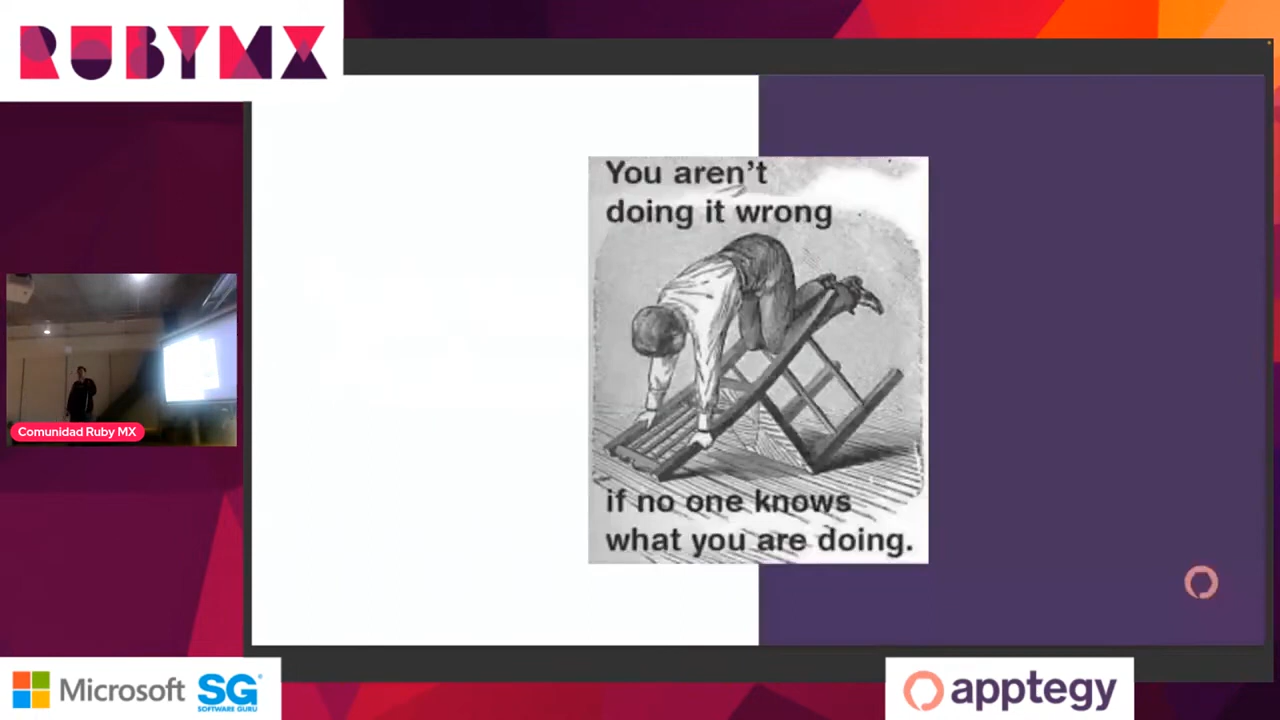 RUBYMX
You aren't
doing it wrong
if no one knows
what you are doing.
Comunidad Ruby MX
Microsoft
SG
SOFTWARE GURU
apptegy